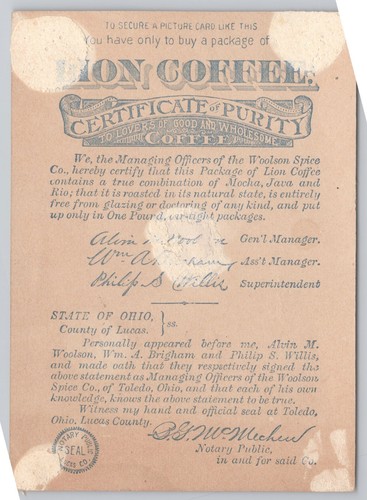 TO SECURE A PICTURE CARD LIKE THIS
You have only to buy a package of
LION COFFEE.
CERTIFICATE of PURITY
TO LOVERS OF GOOD AND WHOLESOME
COFFEE
We, the Managing Officers of the Woolson Spice
Co., hereby certify that this Package of Lion Coffee
contains a true combination of Mocha, Java and
Rio; that it is roasted in its natural state, is entirely
free from glazing or doctoring of any kind, and put
up only in One Pound, air-tight packages.
Gen'l Manager.
Wm A. Ass't Manager.
Philip S Willis Superintendent
STATE OF OHIO,
County of Lucas. } ss.
Personally appeared before me, Alvin M.
Woolson, Wm. A. Brigham and Philip S. Willis,
and made oath that they respectively signed the
above statement as Managing Officers of the Woolson
Spice Co., of Toledo, Ohio, and that each of his own
knowledge, knows the above statement to be true.
Witness my hand and official seal at Toledo,
Ohio, Lucas County.
NOTARY PUBLIC
SEAL
Notary Public,
in and for said Co.